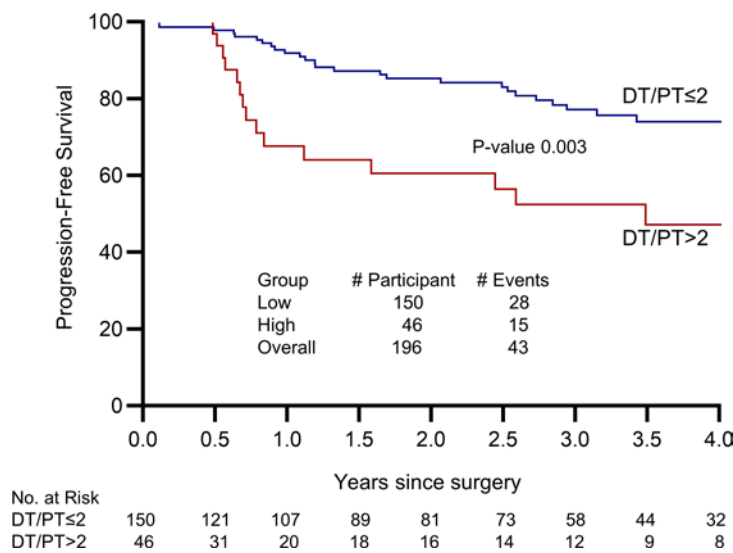 100
80
60
40
20
0
Progression-Free Survival
DT/PT≤2
P-value 0.003
DT/PT>2
Group # Participant # Events
Low 150 28
High 46 15
Overall 196 43
0.0 0.5 1.0 1.5 2.0 2.5 3.0 3.5 4.0
Years since surgery
No. at Risk
DT/PT≤2 150 121 107 89 81 73 58 44 32
DT/PT>2 46 31 20 18 16 14 12 9 8